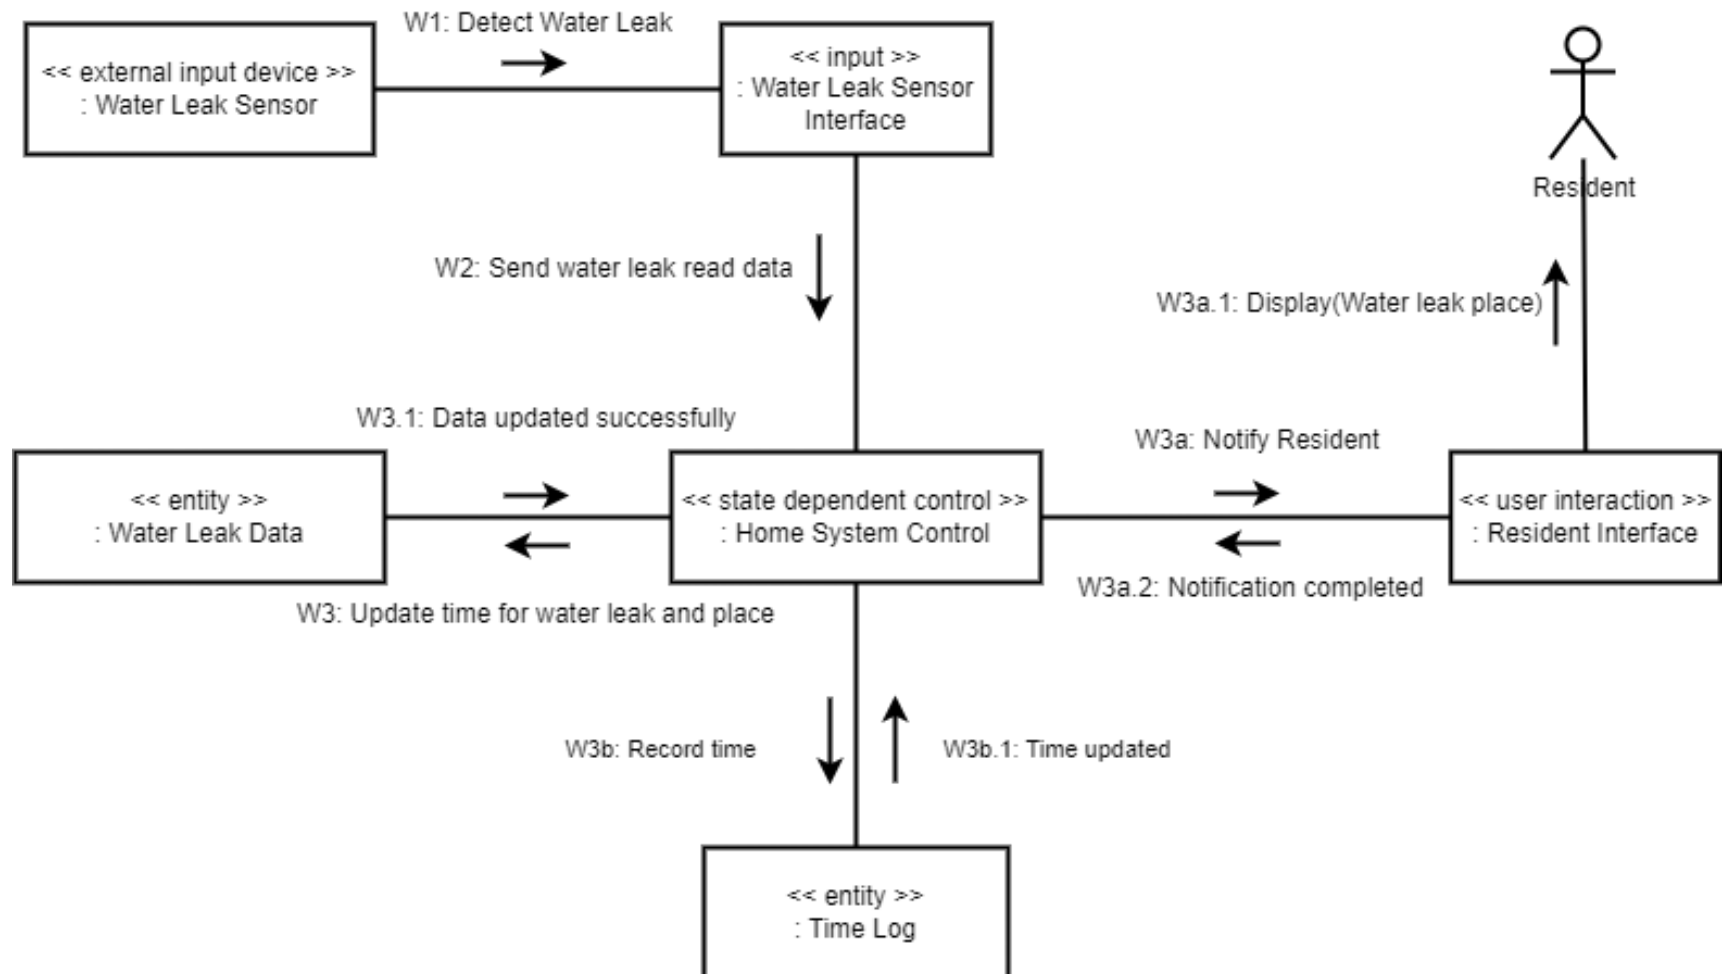 W1: Detect Water Leak
<< external input device >>
: Water Leak Sensor
<< input >>
: Water Leak Sensor
Interface
Resident
W2: Send water leak read data
W3a.1: Display(Water leak place)
W3.1: Data updated successfully
W3a: Notify Resident
<< entity >>
: Water Leak Data
<< state dependent control >>
: Home System Control
<< user interaction >>
: Resident Interface
W3: Update time for water leak and place
W3a.2: Notification completed
W3b: Record time
W3b.1: Time updated
<< entity >>
: Time Log